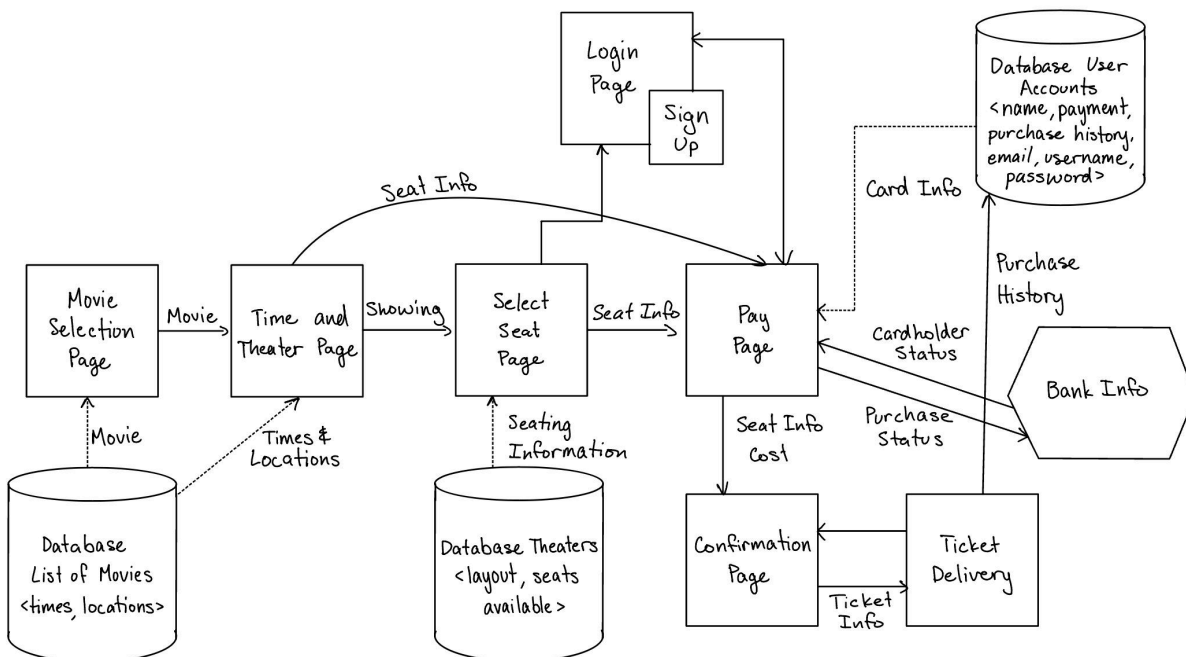 Login
Page
Sign
Up
Database User
Accounts
<name, payment,
purchase history,
email, username,
password>
Card Info
Seat Info
Purchase
History
Movie
Selection
Page
Movie
Time and
Theater Page
Showing
Select
Seat
Page
Seat Info
Pay
Page
Cardholder
Status
Bank Info
Purchase
Status
Movie
Times &
Locations
Seating
Information
Seat Info
Cost
Database
List of Movies
<times, locations>
Database Theaters
<layout, seats
available>
Confirmation
Page
Ticket
Info
Ticket
Delivery